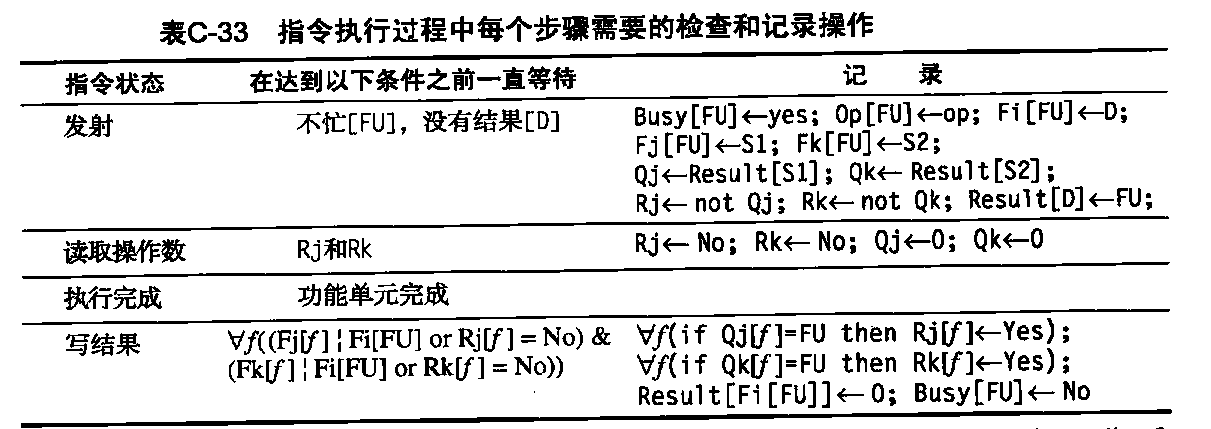 表C-33 指令执行过程中每个步骤需要的检查和记录操作
指令状态 在达到以下条件之前一直等待 记 录
发射 不忙[FU], 没有结果[D] Busy[FU]←yes; Op[FU]←op; Fi[FU]←D;
Fj[FU]←S1; Fk[FU]←S2;
Qj←Result[S1]; Qk← Result[S2];
Rj← not Qj; Rk← not Qk; Result[D]←FU;
读取操作数 Rj和Rk Rj← No; Rk← No; Qj←0; Qk←0
执行完成 功能单元完成
写结果 ∀f((Fj[f]¦Fi[FU] or Rj[f] = No) & ∀f(if Qj[f]=FU then Rj[f]←Yes);
(Fk[f]¦Fi[FU] or Rk[f] = No)) ∀f(if Qk[f]=FU then Rk[f]←Yes);
Result[Fi[FU]]← 0; Busy[FU]← No